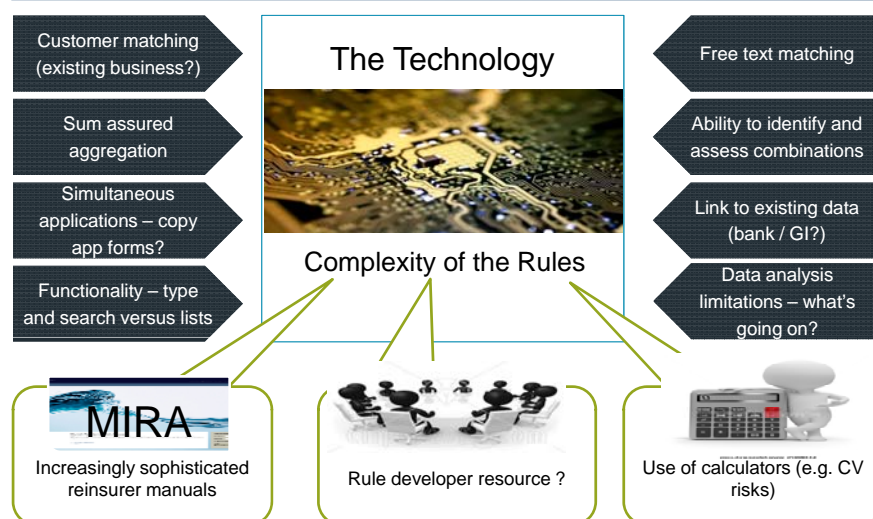 Customer matching
(existing business?)
Sum assured
aggregation
Simultaneous
applications – copy
app forms?
Functionality – type
and search versus lists
The Technology
Complexity of the Rules
Free text matching
Ability to identify and
assess combinations
Link to existing data
(bank / GI?)
Data analysis
limitations – what's
going on?
MIRA
Increasingly sophisticated
reinsurer manuals
Rule developer resource ?
Use of calculators (e.g. CV
risks)